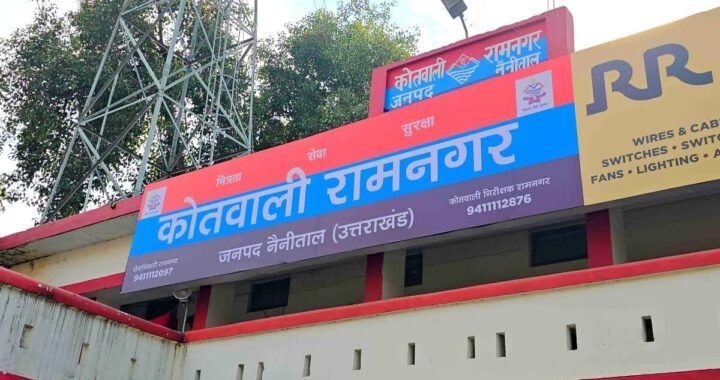 कोतवाली रामनगर
जनपद नैनीताल
मित्रता सेवा सुरक्षा
कोतवाली रामनगर
जनपद नैनीताल (उत्तराखंड)
9411112097
कोतवाली निरीक्षक रामनगर
9411112876
RR
WIRES & CAB
SWITCHES • SWITC
FANS • LIGHTING • A